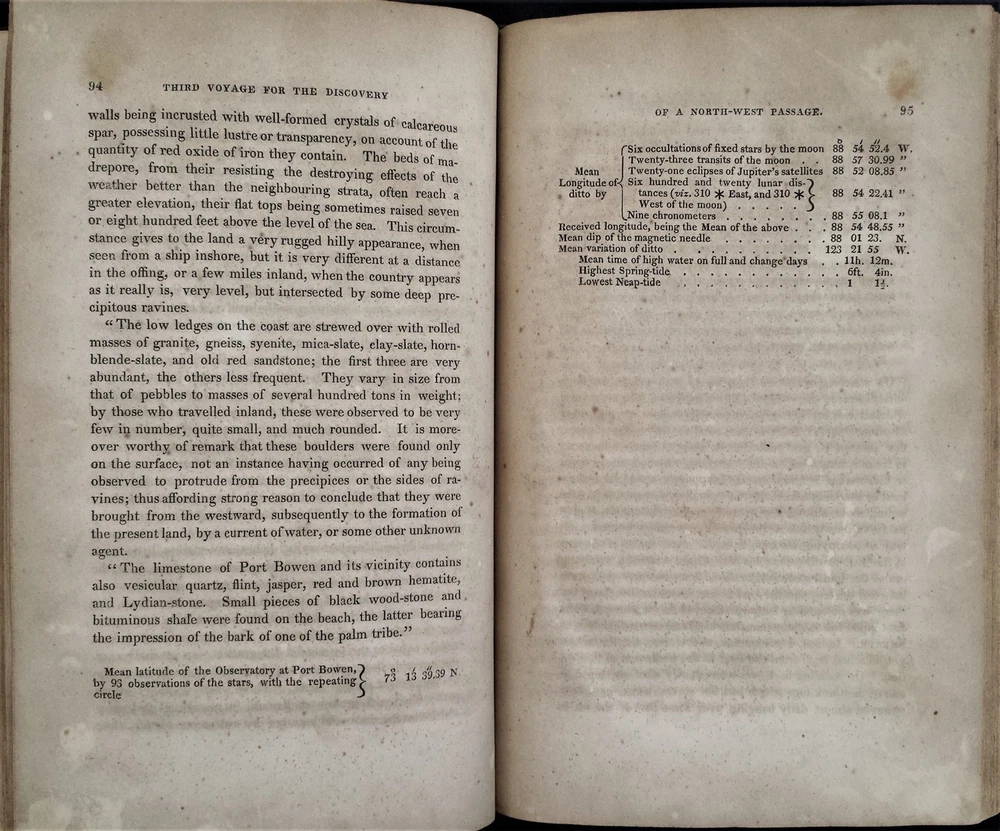 94
THIRD VOYAGE FOR THE DISCOVERY
walls being incrusted with well-formed crystals of calcareous
spar, possessing little lustre or transparency, on account of the
quantity of red oxide of iron they contain. The beds of ma-
drepore, from their resisting the destroying effects of the
weather better than the neighbouring strata, often reach a
greater elevation, their flat tops being sometimes raised seven
or eight hundred feet above the level of the sea. This circum-
stance gives to the land a very rugged hilly appearance, when
seen from a ship inshore, but it is very different at a distance
in the offing, or a few miles inland, when the country appears
as it really is, very level, but intersected by some deep pre-
cipitous ravines.
“The low ledges on the coast are strewed over with rolled
masses of granite, gneiss, syenite, mica-slate, clay-slate, horn-
blende-slate, and old red sandstone; the first three are very
abundant, the others less frequent. They vary in size from
that of pebbles to masses of several hundred tons in weight;
by those who travelled inland, these were observed to be very
few in number, quite small, and much rounded. It is more-
over worthy of remark that these boulders were found only
on the surface, not an instance having occurred of any being
observed to protrude from the precipices or the sides of ra-
vines; thus affording strong reason to conclude that they were
brought from the westward, subsequently to the formation of
the present land, by a current of water, or some other unknown
agent.
“The limestone of Port Bowen and its vicinity contains
also vesicular quartz, flint, jasper, red and brown hematite,
and Lydian-stone. Small pieces of black wood-stone and
bituminous shale were found on the beach, the latter bearing
the impression of the bark of one of the palm tribe.”
Mean latitude of the Observatory at Port Bowen,
by 93 observations of the stars, with the repeating
circle
73° 13′ 39.39″ N
OF A NORTH-WEST PASSAGE.
95
Mean
Longitude of
ditto by
Six occultations of fixed stars by the moon 88° 54′ 52.4″ W.
Twenty-three transits of the moon . . 88 57 30.99 ”
Twenty-one eclipses of Jupiter's satellites 88 52 08.85 ”
Six hundred and twenty lunar dis-
tances (viz. 310 * East, and 310 * 88 54 22.41 ”
West of the moon) . . . . .
Nine chronometers . . . . . . . . 88 55 08.1 ”
Received longitude, being the Mean of the above . . . 88 54 48.55 ”
Mean dip of the magnetic needle . . . . . . . . 88 01 23. N.
Mean variation of ditto . . . . . . . . . 123 21 55 W.
Mean time of high water on full and change days . . 11h. 12m.
Highest Spring-tide . . . . . . . . . . . 6ft. 4in.
Lowest Neap-tide . . . . . . . . . . . 1 1½.